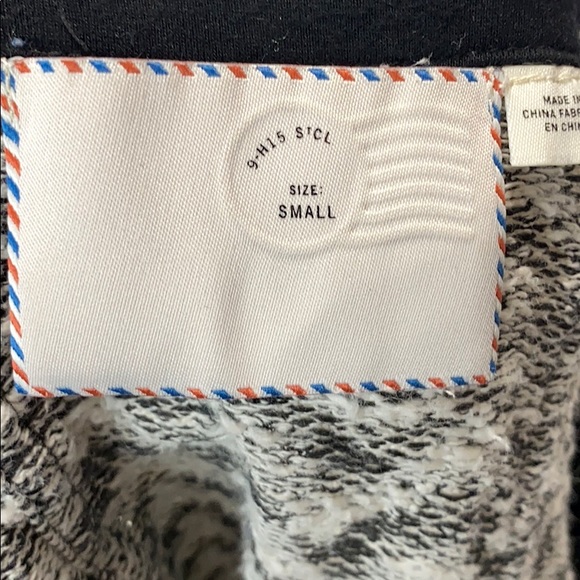 9-H15 STCL
SIZE:
SMALL
MADE IN
CHINA FABR
EN CHIN